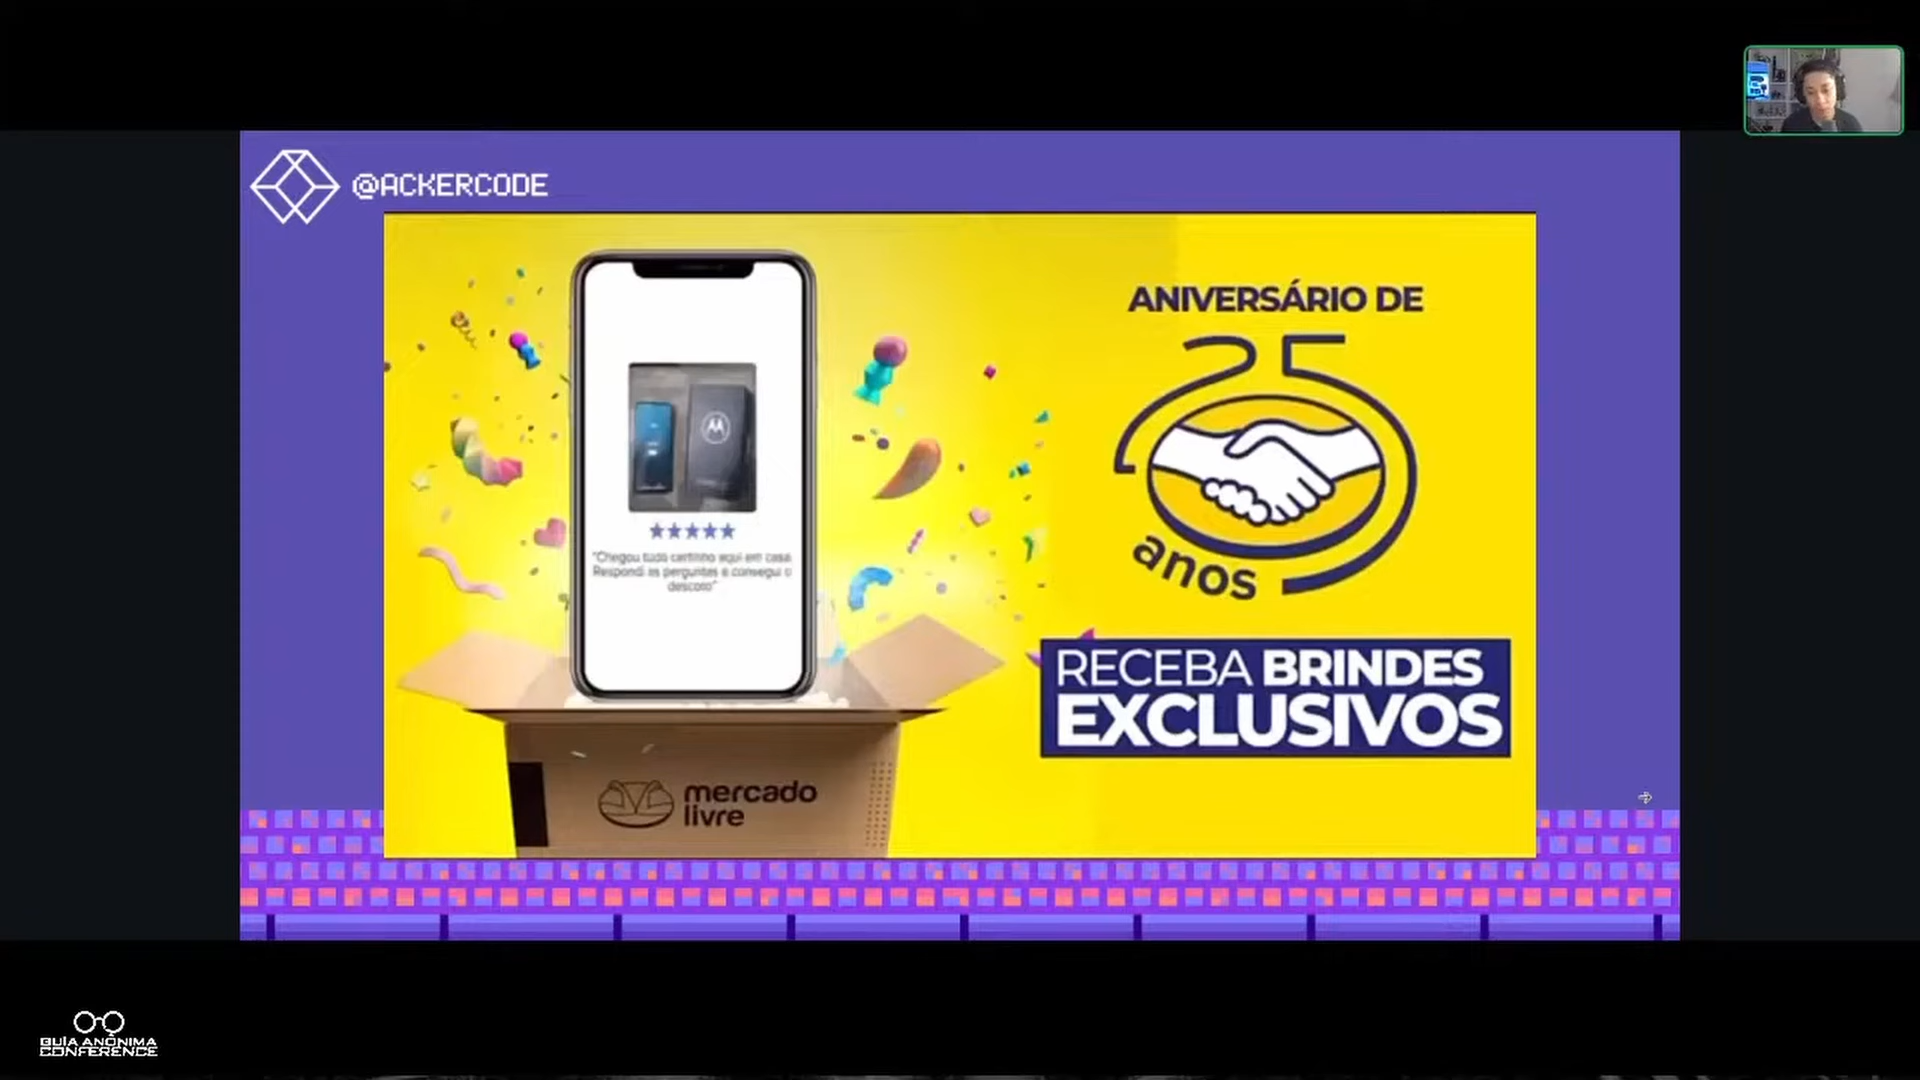 @ACKERCODE
ANIVERSÁRIO DE
25
anos
"Chegou tudo certinho aqui em casa.
Respondi as perguntas e consegui o
descoto"
RECEBA BRINDES
EXCLUSIVOS
mercado
livre
GUIA ANÔNIMA
CONFERENCE